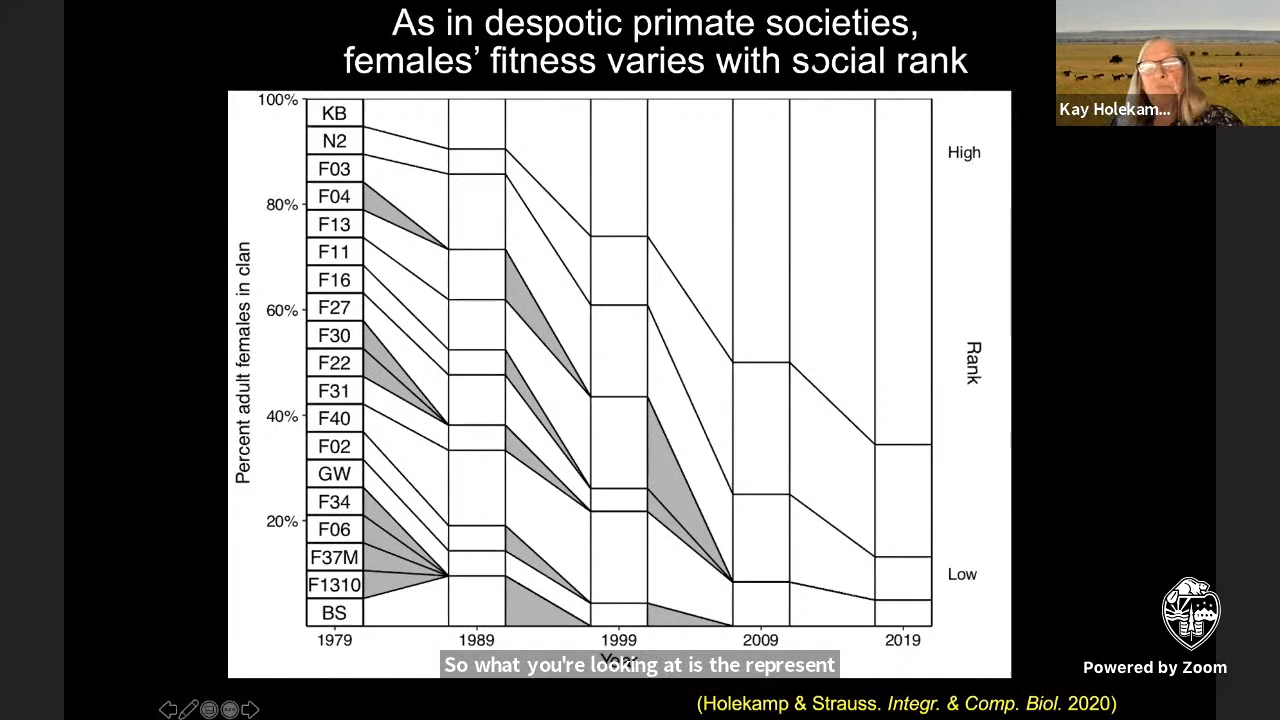 As in despotic primate societies,
females' fitness varies with social rank
Kay Holekam...
100%
80%
60%
40%
20%
Percent adult females in clan
KB
N2
F03
F04
F13
F11
F16
F27
F30
F22
F31
F40
F02
GW
F34
F06
F37M
F1310
BS
High
Rank
Low
1979
1989
1999
2009
2019
Year
So what you're looking at is the represent
Powered by Zoom
(Holekamp & Strauss. Integr. & Comp. Biol. 2020)